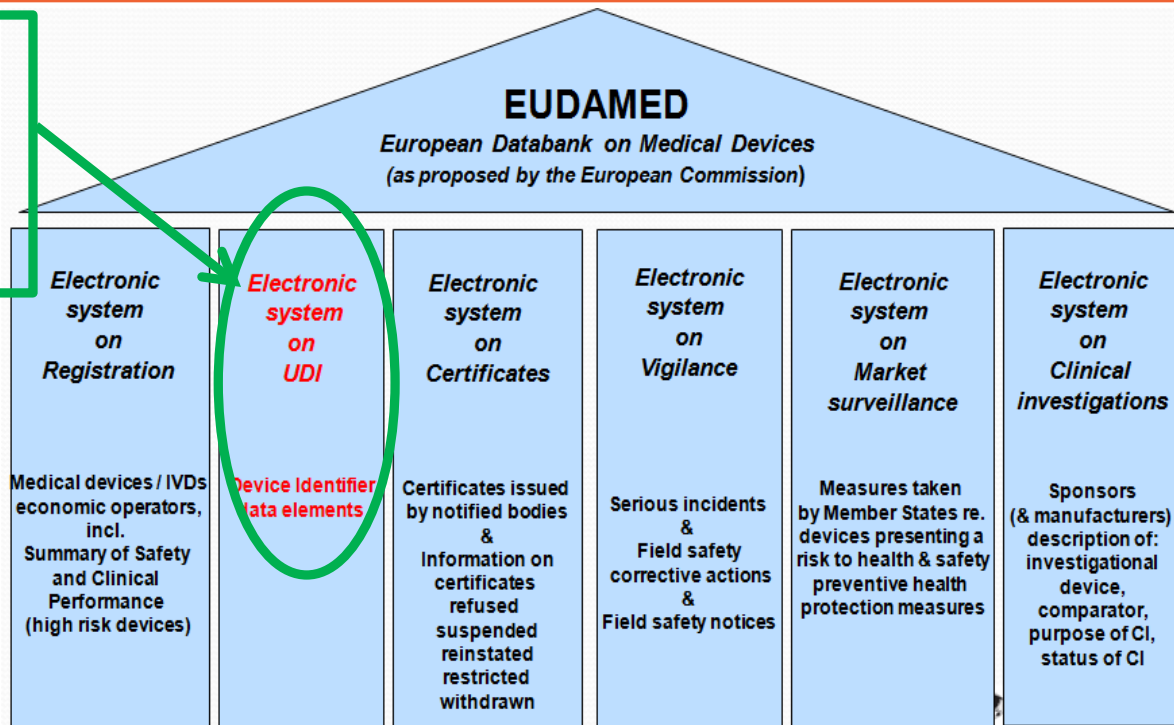 EUDAMED
European Databank on Medical Devices
(as proposed by the European Commission)
Electronic
system
on
Registration
Medical devices / IVDs
economic operators,
incl.
Summary of Safety
and Clinical
Performance
(high risk devices)
Electronic
system
on
UDI
Device Identifier
data elements
Electronic
system
on
Certificates
Certificates issued
by notified bodies
&
Information on
certificates
refused
suspended
reinstated
restricted
withdrawn
Electronic
system
on
Vigilance
Serious incidents
&
Field safety
corrective actions
&
Field safety notices
Electronic
system
on
Market
surveillance
Measures taken
by Member States re.
devices presenting a
risk to health & safety
preventive health
protection measures
Electronic
system
on
Clinical
investigations
Sponsors
(& manufacturers)
description of:
investigational
device,
comparator,
purpose of CI,
status of CI